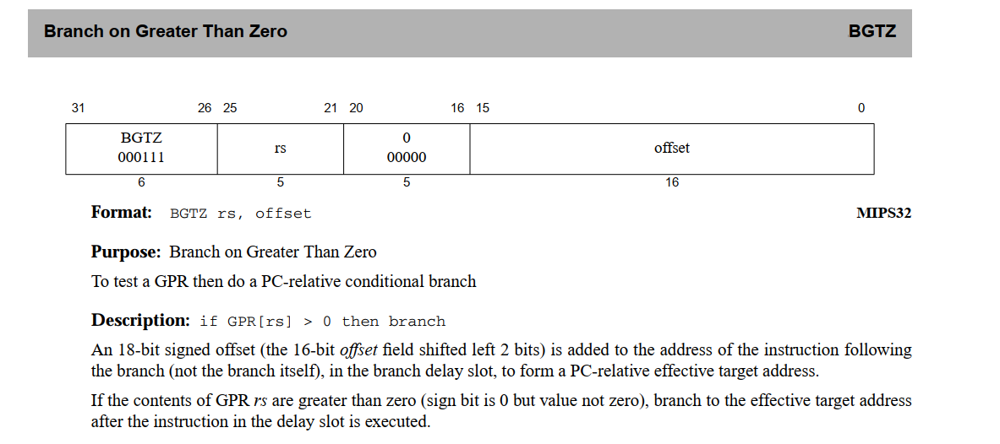 Branch on Greater Than Zero BGTZ
31 26 25 21 20 16 15 0
BGTZ rs 0 offset
000111 00000
6 5 5 16
Format: BGTZ rs, offset MIPS32
Purpose: Branch on Greater Than Zero
To test a GPR then do a PC-relative conditional branch
Description: if GPR[rs] > 0 then branch
An 18-bit signed offset (the 16-bit offset field shifted left 2 bits) is added to the address of the instruction following
the branch (not the branch itself), in the branch delay slot, to form a PC-relative effective target address.
If the contents of GPR rs are greater than zero (sign bit is 0 but value not zero), branch to the effective target address
after the instruction in the delay slot is executed.